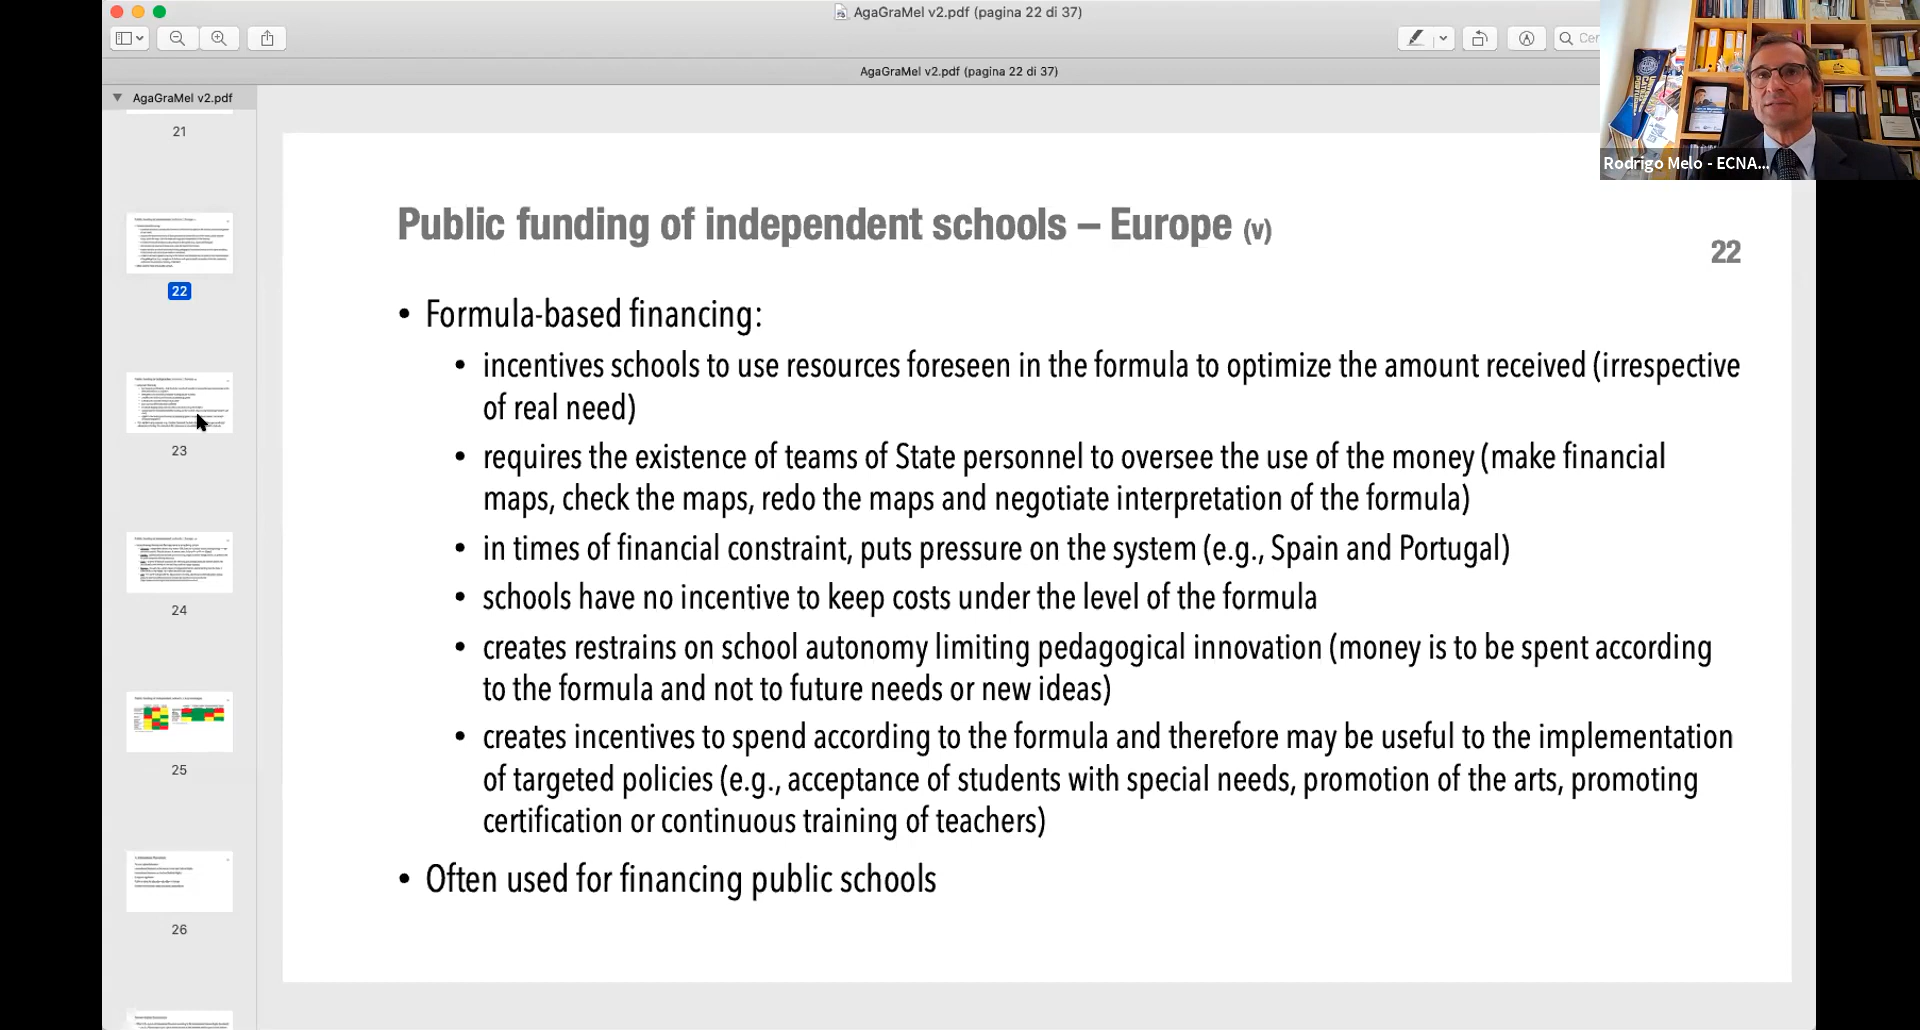 AgaGraMel v2.pdf (pagina 22 di 37)
Cer
AgaGraMel v2.pdf (pagina 22 di 37)
AgaGraMel v2.pdf
21
22
23
24
25
26
Rodrigo Melo - ECNA...
Public funding of independent schools – Europe (v)
22
• Formula-based financing:
• incentives schools to use resources foreseen in the formula to optimize the amount received (irrespective
of real need)
• requires the existence of teams of State personnel to oversee the use of the money (make financial
maps, check the maps, redo the maps and negotiate interpretation of the formula)
• in times of financial constraint, puts pressure on the system (e.g., Spain and Portugal)
• schools have no incentive to keep costs under the level of the formula
• creates restrains on school autonomy limiting pedagogical innovation (money is to be spent according
to the formula and not to future needs or new ideas)
• creates incentives to spend according to the formula and therefore may be useful to the implementation
of targeted policies (e.g., acceptance of students with special needs, promotion of the arts, promoting
certification or continuous training of teachers)
• Often used for financing public schools